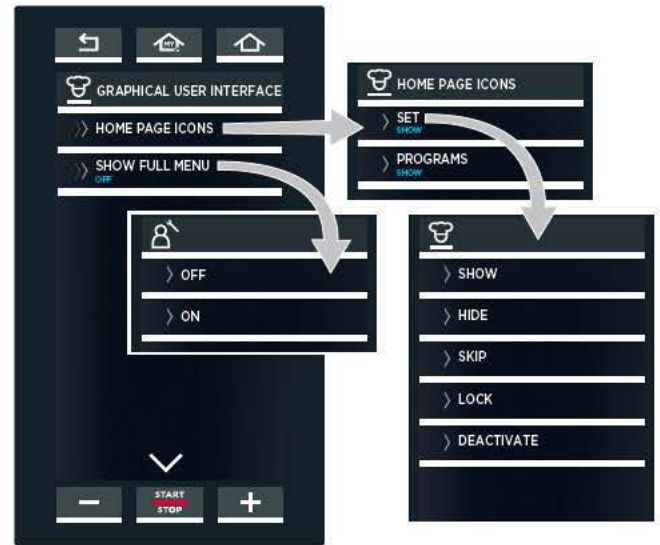 MY
GRAPHICAL USER INTERFACE
HOME PAGE ICONS
SHOW FULL MENU
OFF
START
STOP
HOME PAGE ICONS
SET
SHOW
PROGRAMS
SHOW
OFF
ON
SHOW
HIDE
SKIP
LOCK
DEACTIVATE